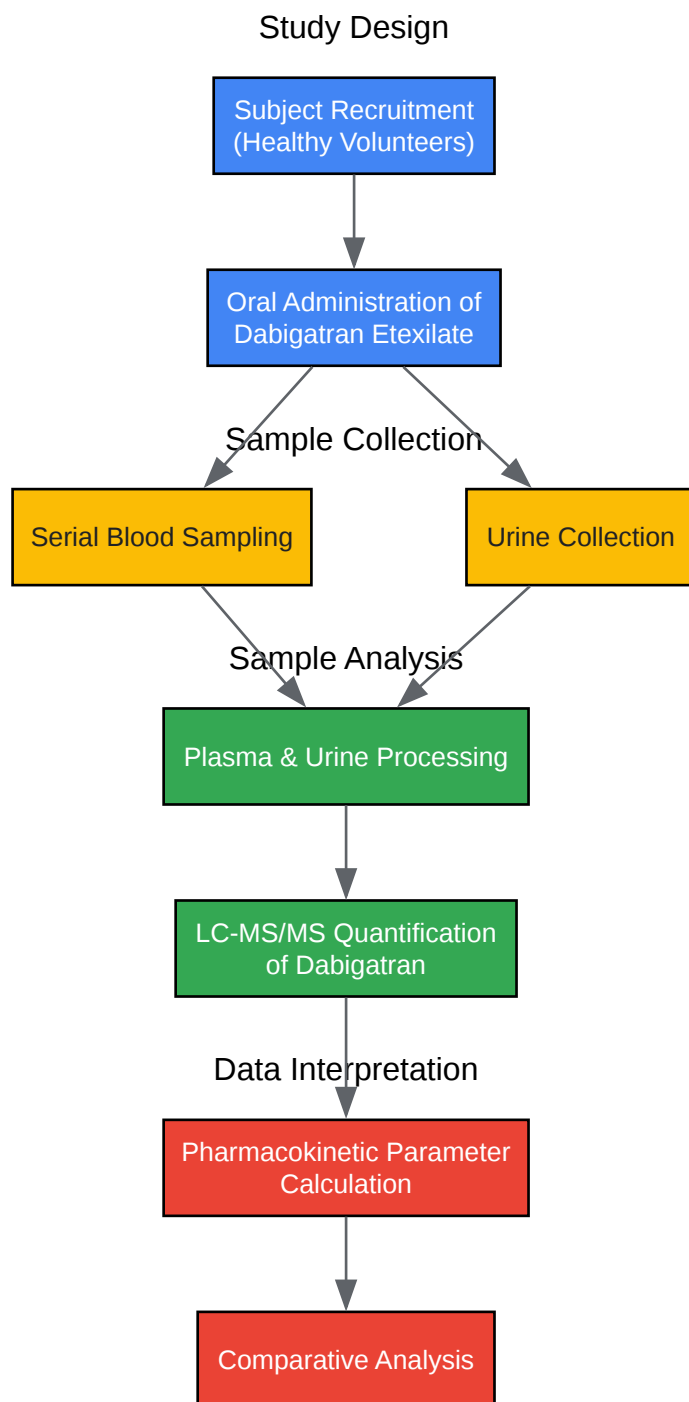 Study Design
Subject Recruitment
(Healthy Volunteers)
Oral Administration of
Dabigatran Etexilate
Sample Collection
Serial Blood Sampling
Urine Collection
Sample Analysis
Plasma & Urine Processing
LC-MS/MS Quantification
of Dabigatran
Data Interpretation
Pharmacokinetic Parameter
Calculation
Comparative Analysis